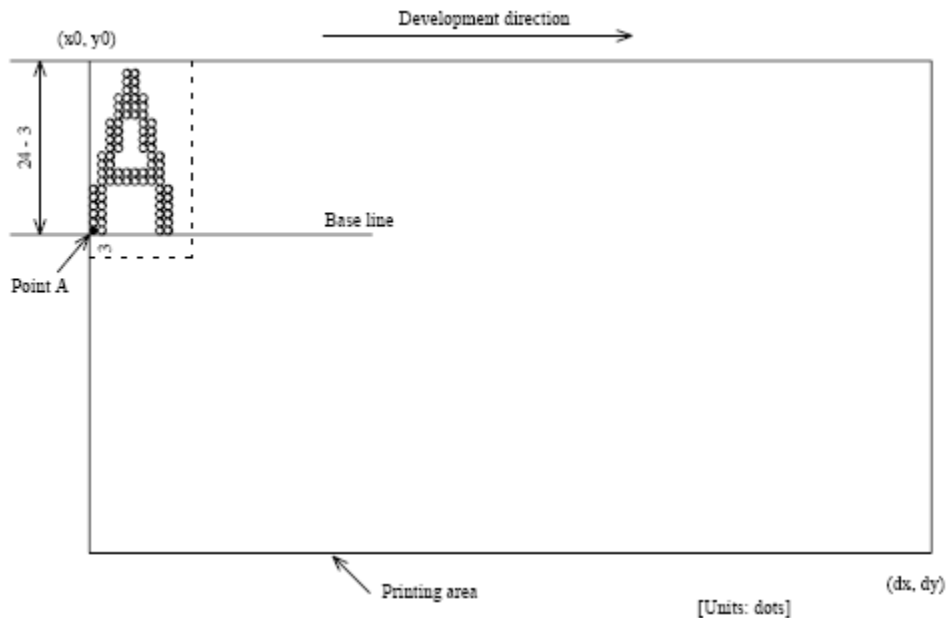 Development direction
(x0, y0)
24 - 3
Base line
3
Point A
Printing area
(dx, dy)
[Units: dots]